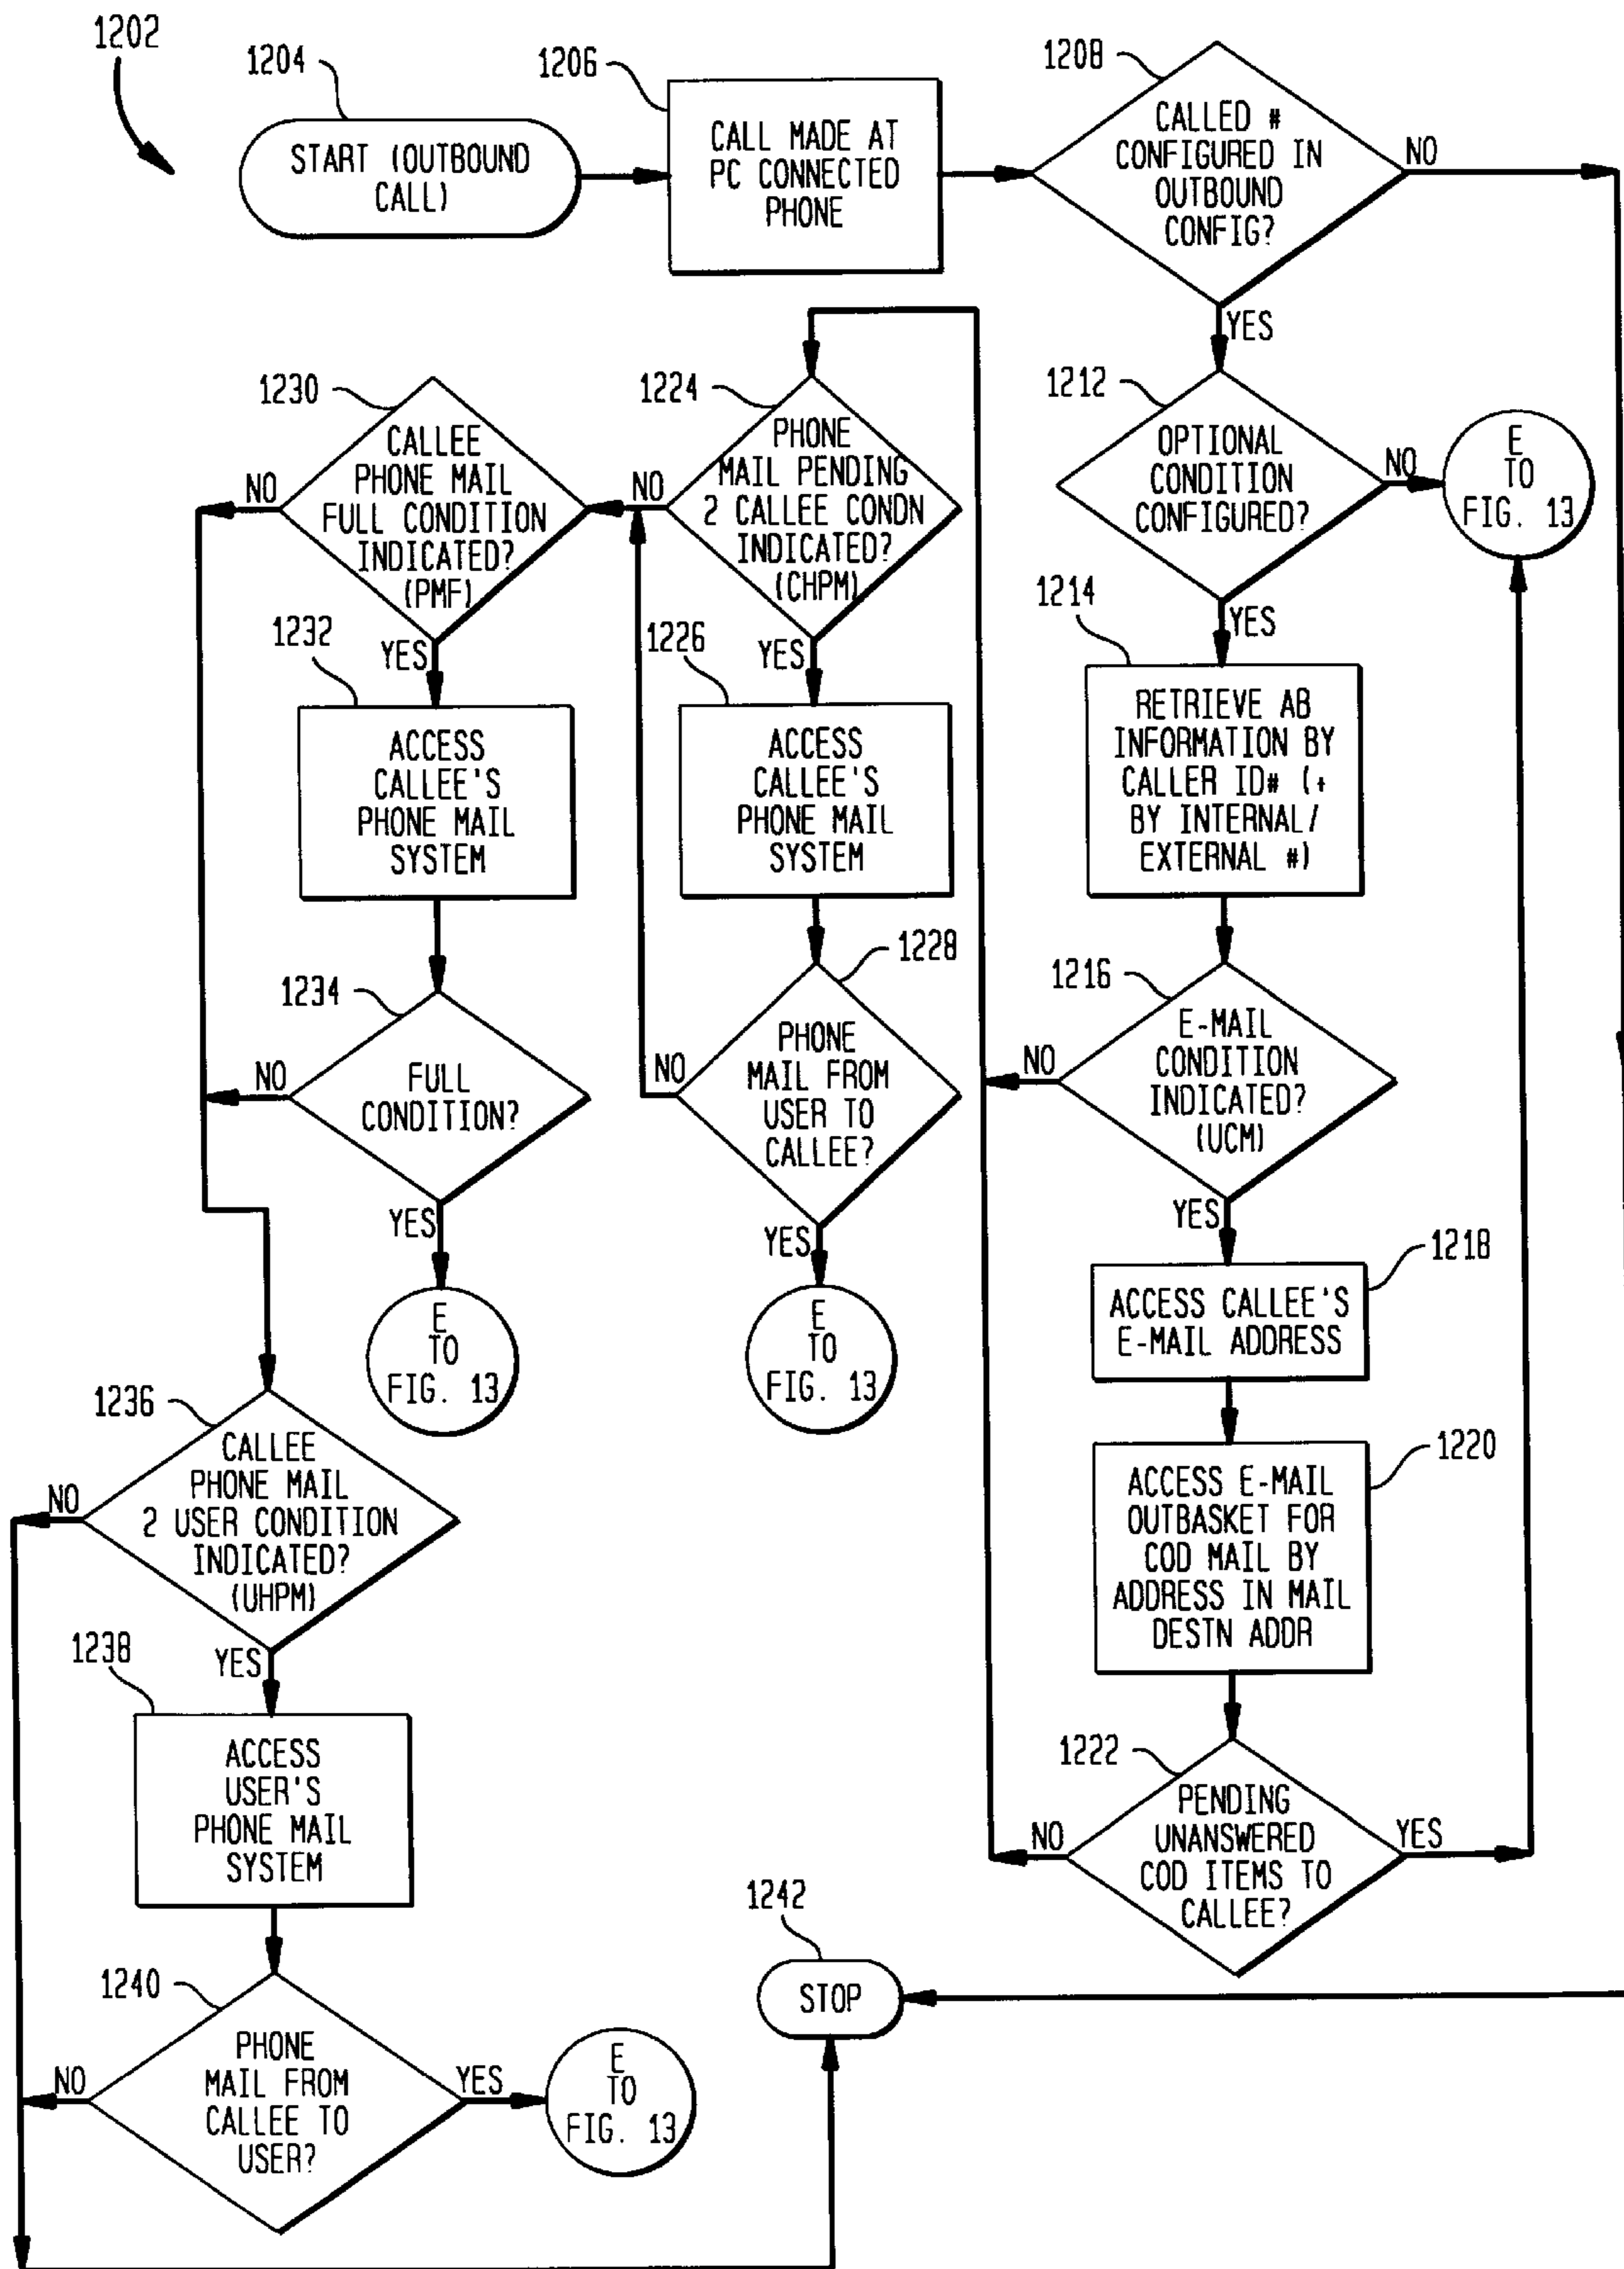 1202
1204
START (OUTBOUND
CALL)
1206
CALL MADE AT
PC CONNECTED
PHONE
1208
CALLED #
CONFIGURED IN
OUTBOUND
CONFIG?
NO
YES
1212
OPTIONAL
CONDITION
CONFIGURED?
NO
E
TO
FIG. 13
YES
1214
RETRIEVE AB
INFORMATION BY
CALLER ID# (+
BY INTERNAL/
EXTERNAL #)
1216
E-MAIL
CONDITION
INDICATED?
(UCM)
NO
YES
1218
ACCESS CALLEE'S
E-MAIL ADDRESS
1220
ACCESS E-MAIL
OUTBASKET FOR
COD MAIL BY
ADDRESS IN MAIL
DESTN ADDR
1222
PENDING
UNANSWERED
COD ITEMS TO
CALLEE?
NO
YES
1224
PHONE
MAIL PENDING
2 CALLEE CONDN
INDICATED?
(CHPM)
NO
YES
1226
ACCESS
CALLEE'S
PHONE MAIL
SYSTEM
1228
PHONE
MAIL FROM
USER TO
CALLEE?
NO
YES
E
TO
FIG. 13
1230
CALLEE
PHONE MAIL
FULL CONDITION
INDICATED?
(PMF)
NO
YES
1232
ACCESS
CALLEE'S
PHONE MAIL
SYSTEM
1234
FULL
CONDITION?
NO
YES
E
TO
FIG. 13
1236
CALLEE
PHONE MAIL
2 USER CONDITION
INDICATED?
(UHPM)
NO
YES
1238
ACCESS
USER'S
PHONE MAIL
SYSTEM
1240
PHONE
MAIL FROM
CALLEE TO
USER?
NO
YES
E
TO
FIG. 13
1242
STOP